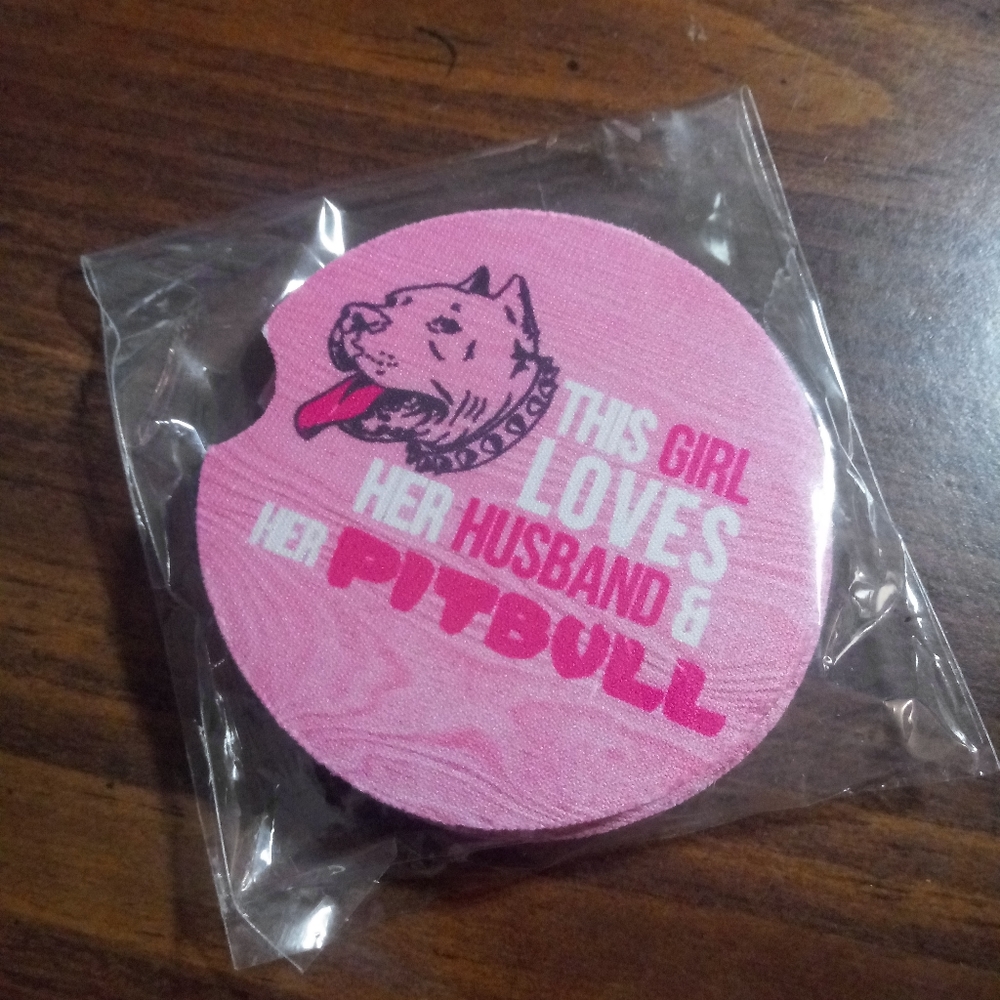 THIS GIRL
LOVES
HER HUSBAND &
HER PITBULL